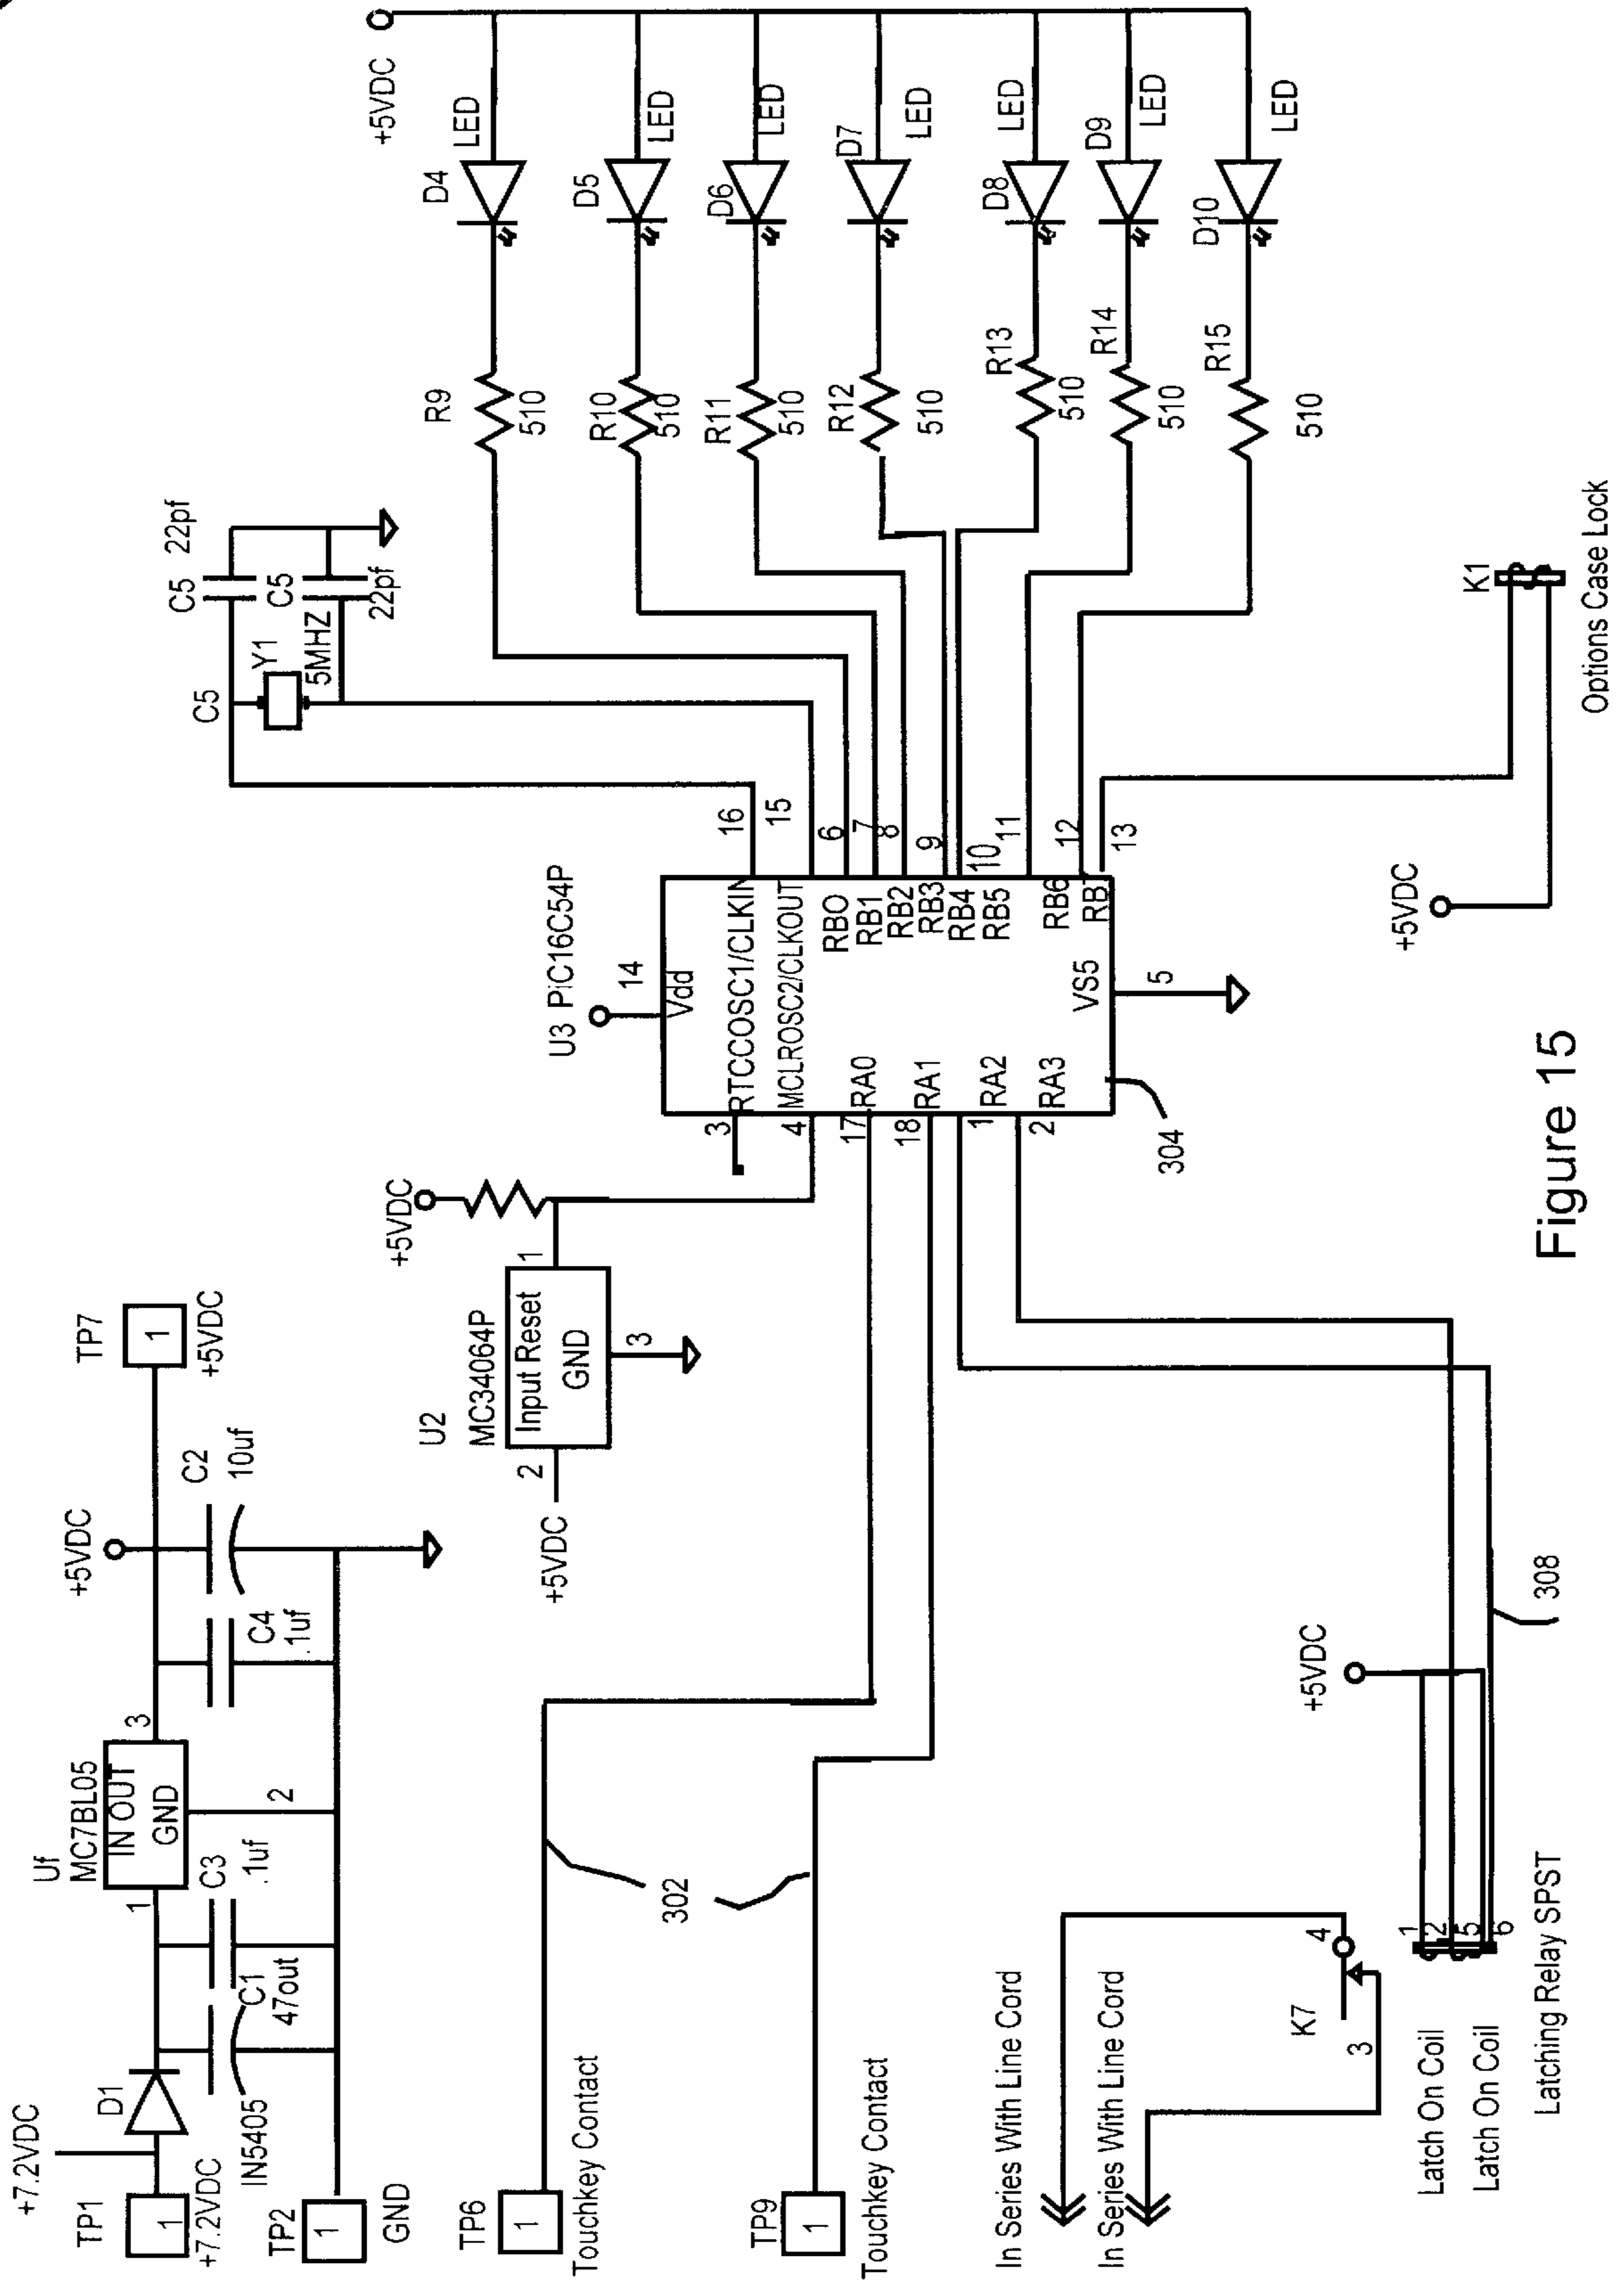 +7.2VDC
TP1
1
+7.2VDC
D1
IN5405
C1
47out
C3
.1uf
Uf
MC7BL05
IN OUT
GND
1
2
3
C4
.1uf
+5VDC
C2
10uf
TP7
1
+5VDC
TP2
1
GND
U2
MC34064P
Input Reset
GND
2
1
3
+5VDC
+5VDC
TP6
1
Touchkey Contact
TP9
1
Touchkey Contact
302
In Series With Line Cord
In Series With Line Cord
K7
4
3
Latch On Coil
Latch On Coil
Latching Relay SPST
1
2
5
6
+5VDC
308
U3 PiC16C54P
14
Vdd
RTCCOSC1/CLKIN
MCLROSC2/CLKOUT
RA0
RA1
RA2
RA3
RBO
RB1
RB2
RB3
RB4
RB5
RB6
RB7
VS5
3
4
17
18
1
2
16
15
6
7
8
9
10
11
12
13
5
304
C5
Y1
5MHZ
C5
22pf
C5
22pf
+5VDC
R9
510
D4
LED
R10
510
D5
LED
R11
510
D6
LED
R12
510
D7
LED
R13
510
D8
LED
R14
510
D9
LED
R15
510
D10
LED
+5VDC
K1
Options Case Lock
Figure 15